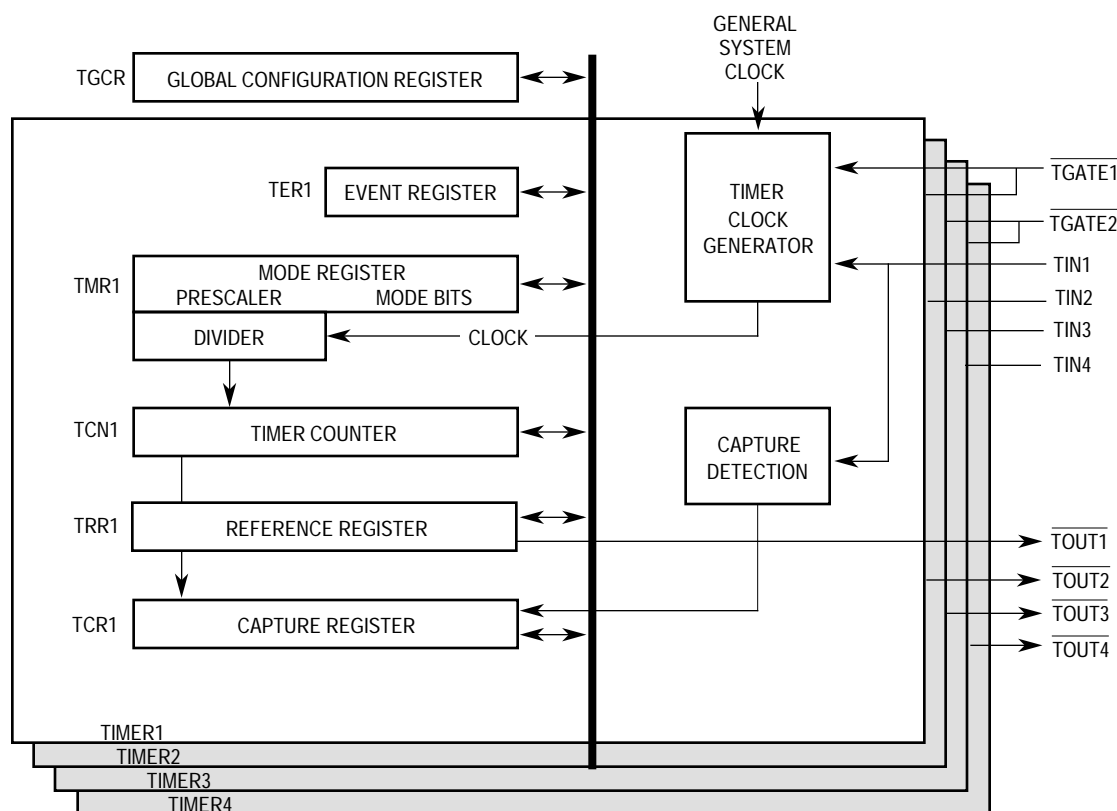 GENERAL
SYSTEM
CLOCK
TGCR
GLOBAL CONFIGURATION REGISTER
TER1
EVENT REGISTER
TIMER
CLOCK
GENERATOR
TGATE1
TGATE2
TMR1
MODE REGISTER
PRESCALER MODE BITS
DIVIDER
CLOCK
TIN1
TIN2
TIN3
TIN4
TCN1
TIMER COUNTER
CAPTURE
DETECTION
TRR1
REFERENCE REGISTER
TOUT1
TOUT2
TOUT3
TOUT4
TCR1
CAPTURE REGISTER
TIMER1
TIMER2
TIMER3
TIMER4